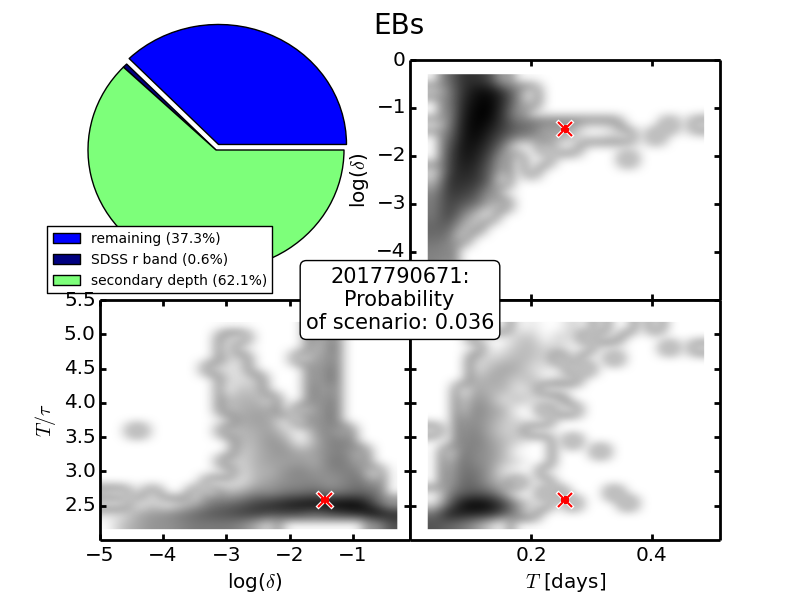 EBs
remaining (37.3%)
SDSS r band (0.6%)
secondary depth (62.1%)
0
−1
−2
−3
−4
log(δ)
2017790671:
Probability
of scenario: 0.036
5.5
5.0
4.5
4.0
3.5
3.0
2.5
T/τ
−5 −4 −3 −2 −1
log(δ)
0.2 0.4
T [days]